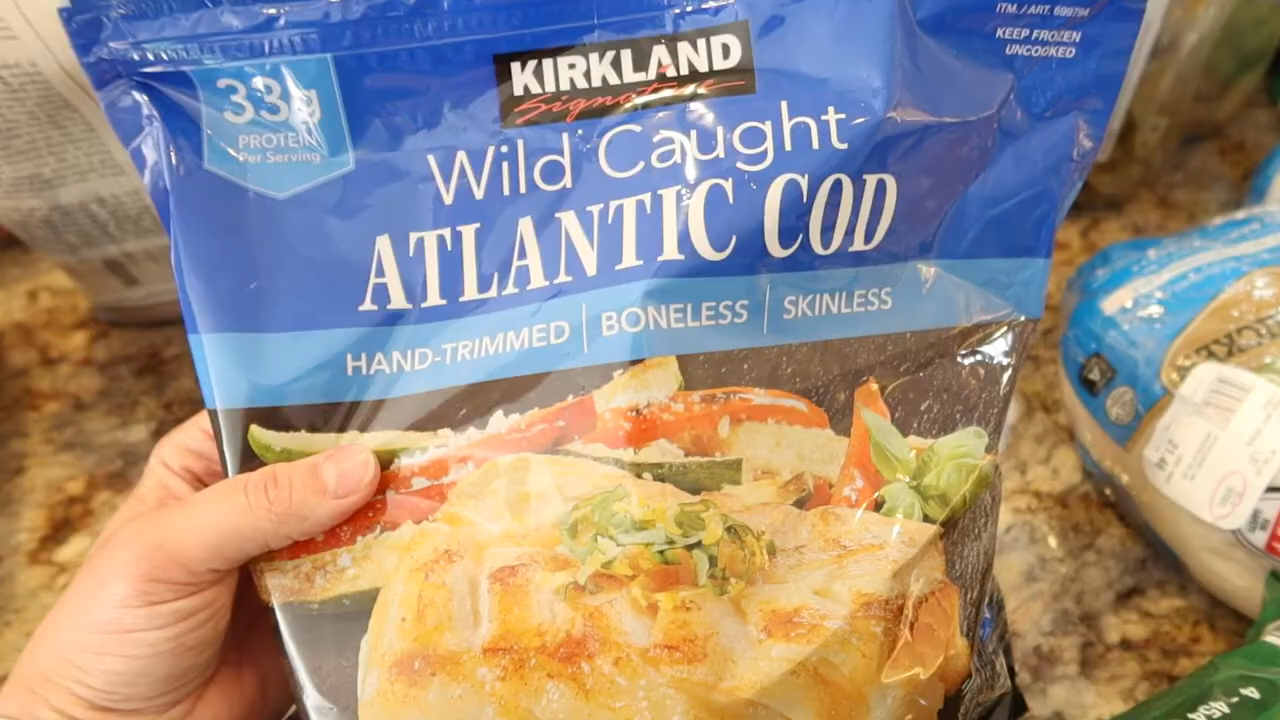 33g
PROTEIN
Per Serving
KIRKLAND
Signature
Wild Caught
ATLANTIC COD
HAND-TRIMMED | BONELESS | SKINLESS
ITM. / ART. 699794
KEEP FROZEN
UNCOOKED